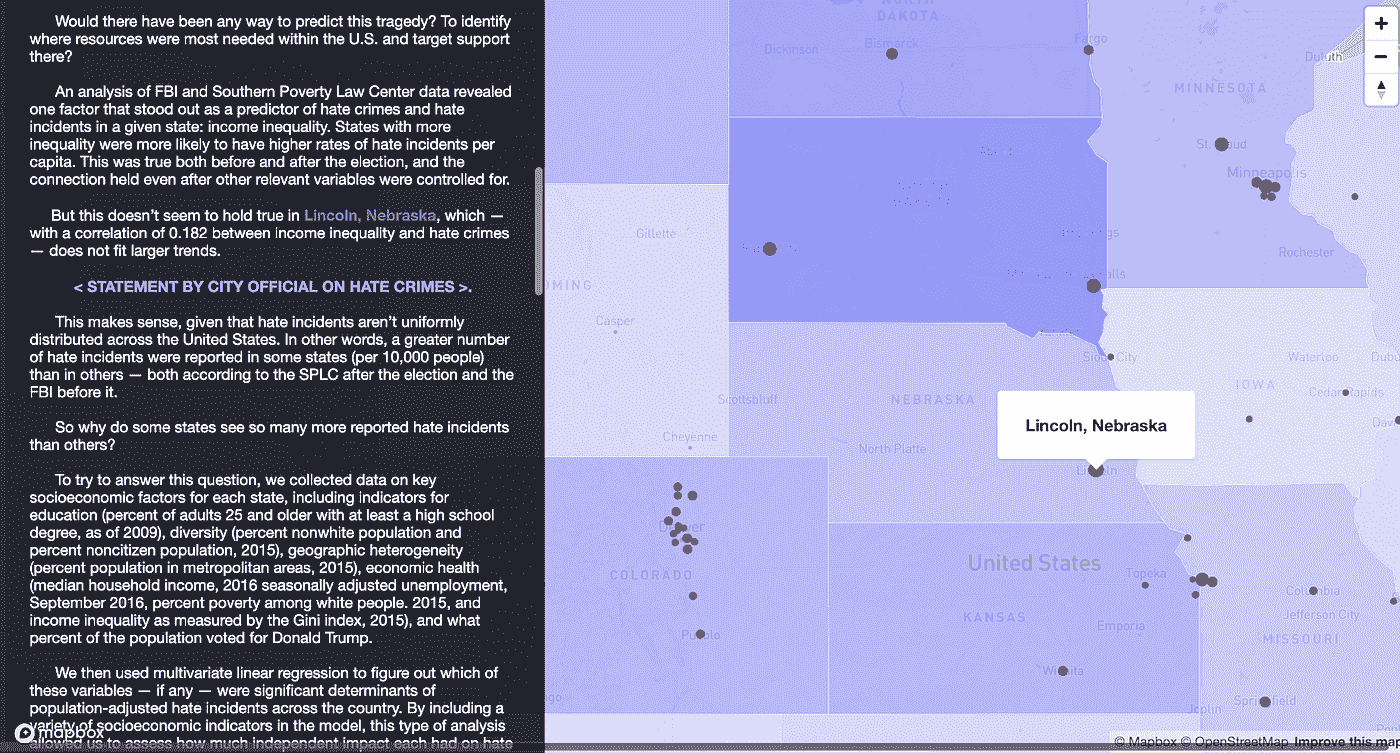 Would there have been any way to predict this tragedy? To identify
where resources were most needed within the U.S. and target support
there?
An analysis of FBI and Southern Poverty Law Center data revealed
one factor that stood out as a predictor of hate crimes and hate
incidents in a given state: income inequality. States with more
inequality were more likely to have higher rates of hate incidents per
capita. This was true both before and after the election, and the
connection held even after other relevant variables were controlled for.
But this doesn't seem to hold true in Lincoln, Nebraska, which —
with a correlation of 0.182 between income inequality and hate crimes
— does not fit larger trends.
< STATEMENT BY CITY OFFICIAL ON HATE CRIMES >.
This makes sense, given that hate incidents aren't uniformly
distributed across the United States. In other words, a greater number
of hate incidents were reported in some states (per 10,000 people)
than in others — both according to the SPLC after the election and the
FBI before it.
So why do some states see so many more reported hate incidents
than others?
To try to answer this question, we collected data on key
socioeconomic factors for each state, including indicators for
education (percent of adults 25 and older with at least a high school
degree, as of 2009), diversity (percent nonwhite population and
percent noncitizen population, 2015), geographic heterogeneity
(percent population in metropolitan areas, 2015), economic health
(median household income, 2016 seasonally adjusted unemployment,
September 2016, percent poverty among white people. 2015, and
income inequality as measured by the Gini index, 2015), and what
percent of the population voted for Donald Trump.
We then used multivariate linear regression to figure out which of
these variables — if any — were significant determinants of
population-adjusted hate incidents across the country. By including a
variety of socioeconomic indicators in the model, this type of analysis
allowed us to assess how much independent impact each had on hate
mapbox
NORTH
DAKOTA
Dickinson
Bismarck
Fargo
Duluth
MINNESOTA
St. Cloud
Minneapolis
Gillette
Rochester
OMING
Casper
Sioux City
Waterloo
Dubu
IOWA
Scottsbluff
NEBRASKA
Cedar Rapids
Dav
Lincoln, Nebraska
Cheyenne
North Platte
Lincoln
Denver
United States
COLORADO
Topeka
Columbia
Jefferson City
KANSAS
Emporia
Pueblo
MISSOURI
Wichita
Springfield
Joplin
© Mapbox © OpenStreetMap Improve this map